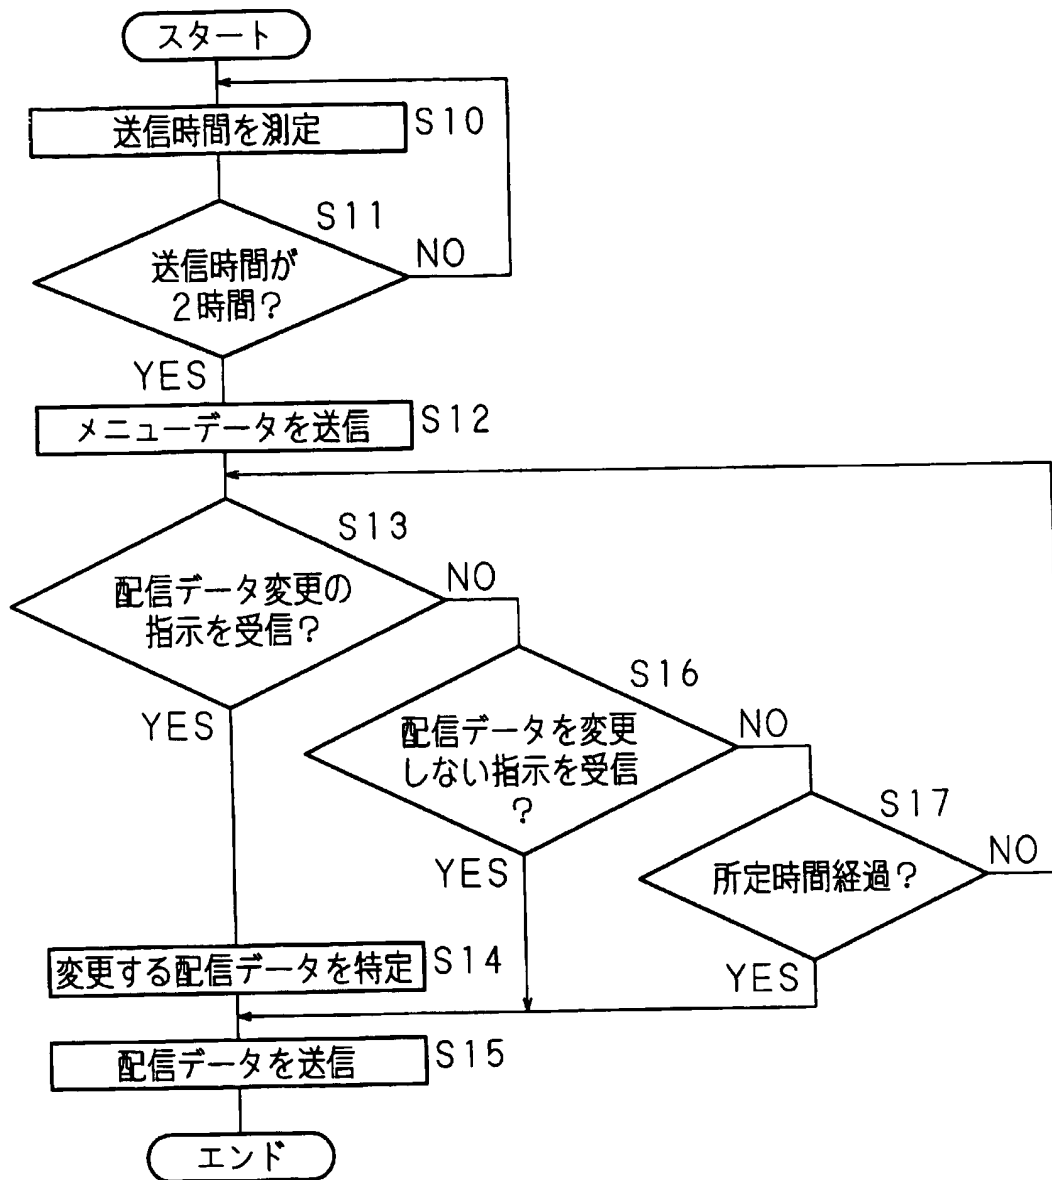 スタート
送信時間を測定
S10
S11
送信時間が
2時間?
NO
YES
メニューデータを送信
S12
S13
配信データ変更の
指示を受信?
NO
YES
S16
配信データを変更
しない指示を受信
?
NO
YES
S17
所定時間経過?
NO
YES
変更する配信データを特定
S14
配信データを送信
S15
エンド